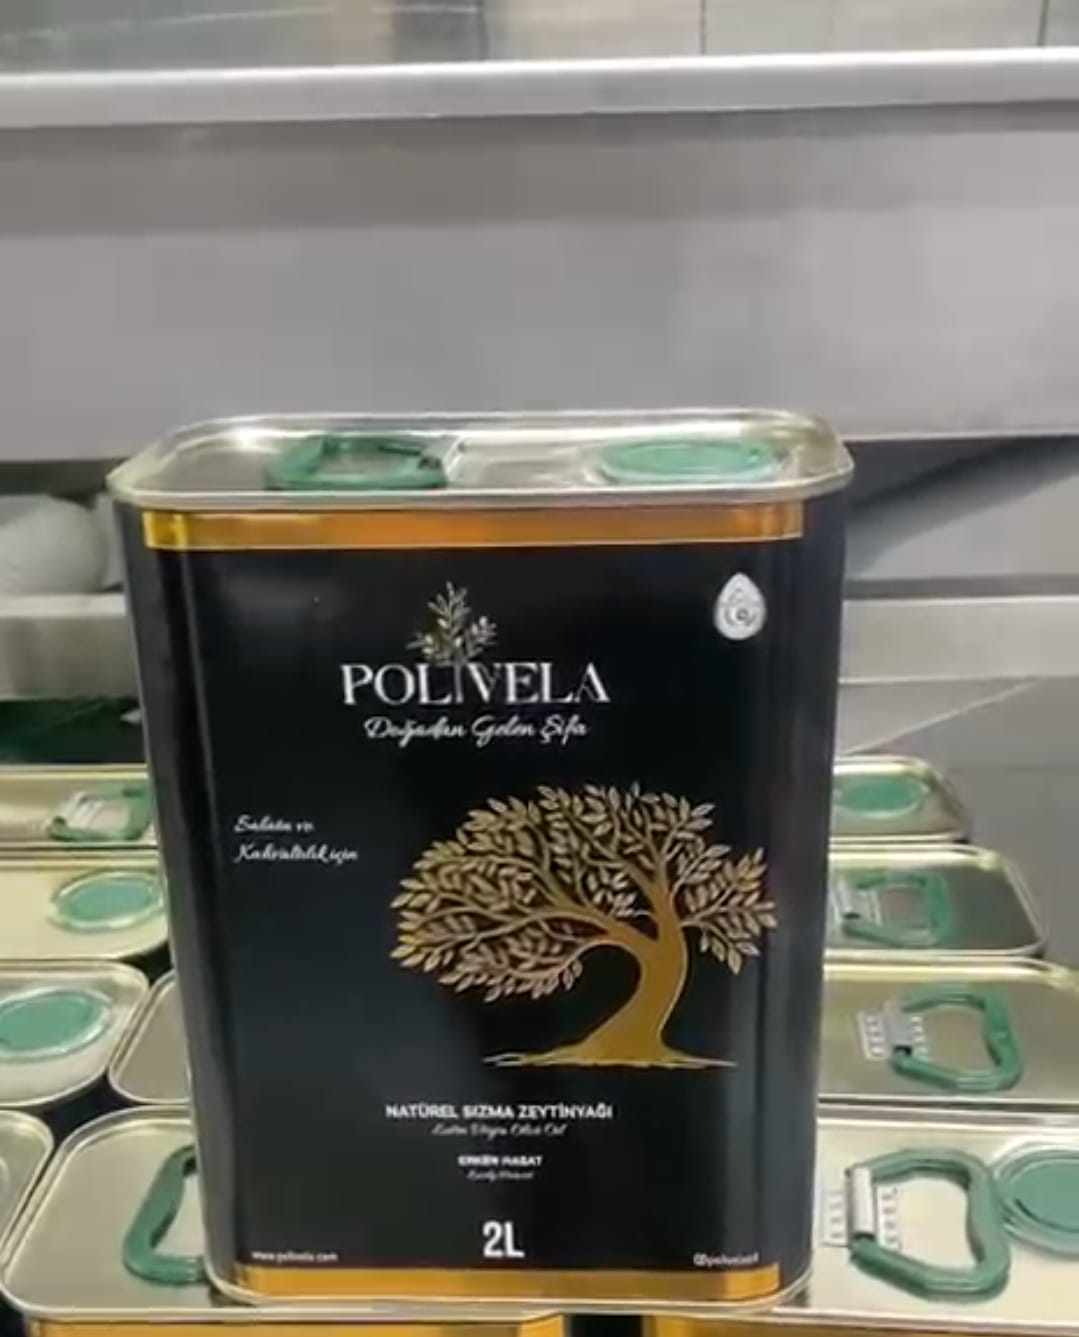 POLIVELA
Doğadan Gelen Şifa
Salata ve
Kahvaltılık için
NATÜREL SIZMA ZEYTİNYAĞI
Extra Virgin Olive Oil
ERKEN HASAT
Early Harvest
2L
www.polivela.com